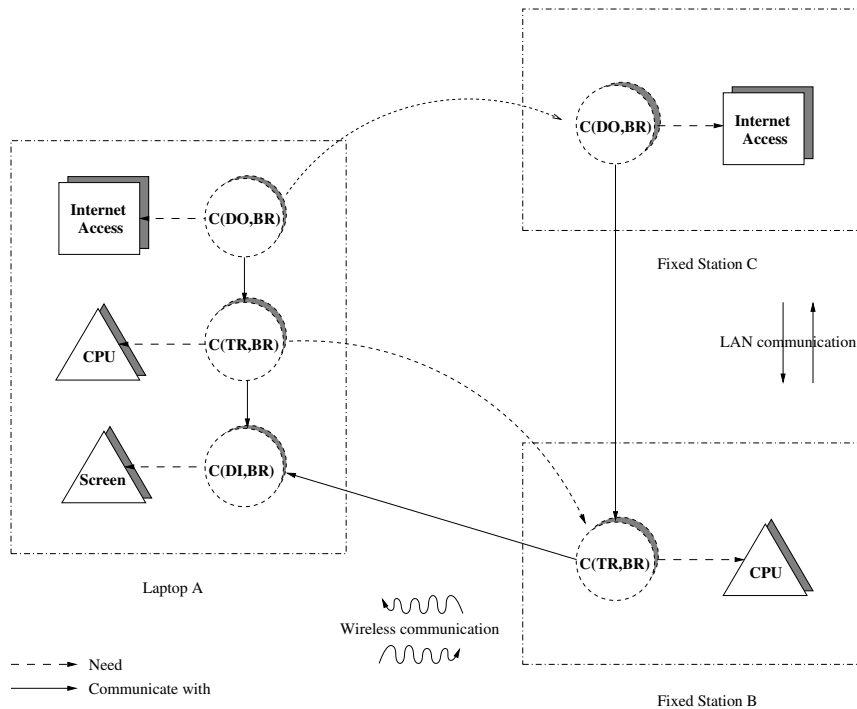 C(DO,BR)
Internet
Access
Fixed Station C
Internet
Access
C(DO,BR)
CPU
C(TR,BR)
Screen
C(DI,BR)
Laptop A
LAN communication
C(TR,BR)
CPU
Fixed Station B
Wireless communication
Need
Communicate with